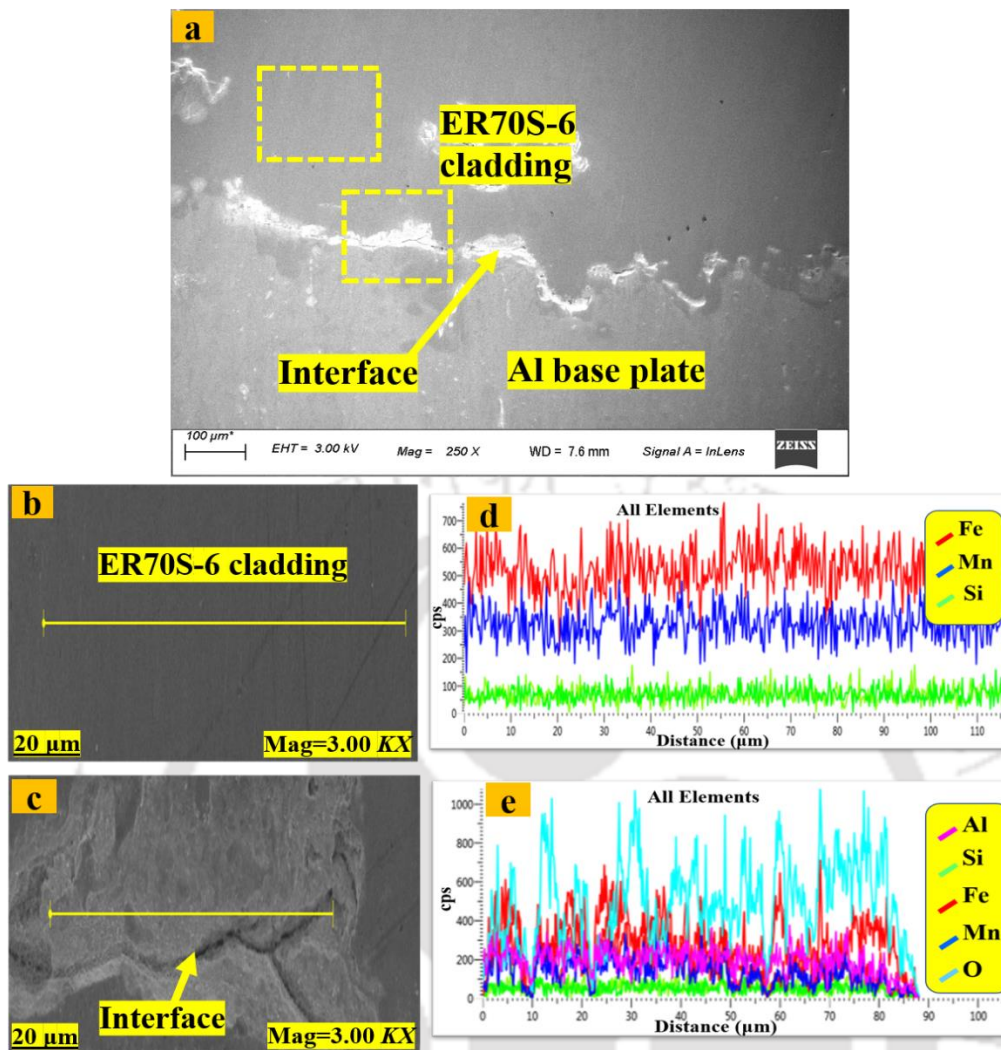 a
ER70S-6
cladding
Interface
Al base plate
100 µm*
EHT = 3.00 kV
Mag = 250 X
WD = 7.6 mm
Signal A = InLens
ZEISS
b
ER70S-6 cladding
20 µm
Mag=3.00 KX
d
All Elements
Fe
Mn
Si
cps
700
600
500
400
300
200
100
0
0 10 20 30 40 50 60 70 80 90 100 110
Distance (µm)
c
Interface
20 µm
Mag=3.00 KX
e
All Elements
Al
Si
Fe
Mn
O
cps
1000
800
600
400
200
0
0 10 20 30 40 50 60 70 80 90 100
Distance (µm)